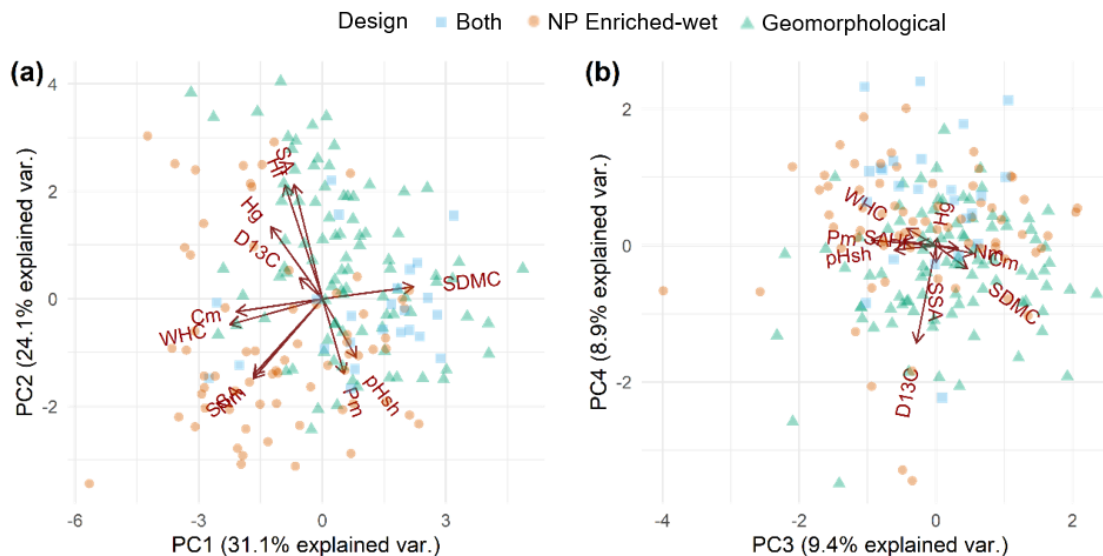 Design Both NP Enriched-wet Geomorphological
(a)
4
2
0
-2
PC2 (24.1% explained var.)
SA
Hg
D13C
SDMC
Cm
WHC
Pm
pHsh
-6
-3
0
3
PC1 (31.1% explained var.)
(b)
2
0
-2
PC4 (8.9% explained var.)
WHC
Hg
Pm
pHsh
Nm
Cm
SDMC
SSA
D13C
-4
-2
0
2
PC3 (9.4% explained var.)